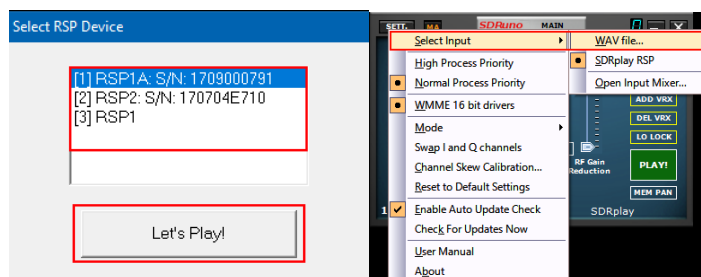 Select RSP Device
[1] RSP1A: S/N: 1709000791
[2] RSP2: S/N: 170704E710
[3] RSP1
Let's Play!
SETT. MA SDRuno MAIN
Select Input
High Process Priority
Normal Process Priority
WMME 16 bit drivers
Mode
Swap I and Q channels
Channel Skew Calibration...
Reset to Default Settings
Enable Auto Update Check
Check For Updates Now
User Manual
About
WAV file...
SDRplay RSP
Open Input Mixer...
ADD VRX
DEL VRX
LO LOCK
RF Gain
Reduction
PLAY!
MEM PAN
1
SDRplay